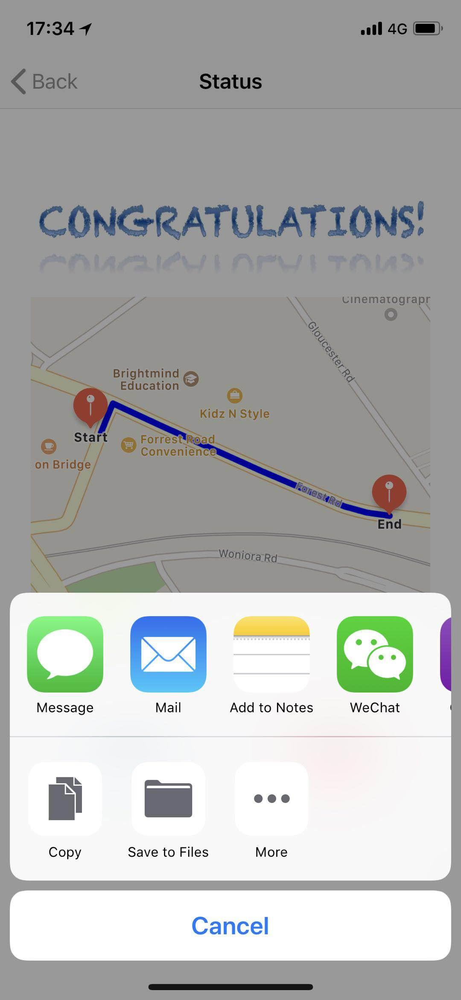 17:34
4G
Back
Status
CONGRATULATIONS!
Gloucester Rd
Brightmind
Education
Kidz N Style
Start
Forrest Road
Convenience
on Bridge
Forest Rd
End
Woniora Rd
Message
Mail
Add to Notes
WeChat
Copy
Save to Files
More
Cancel